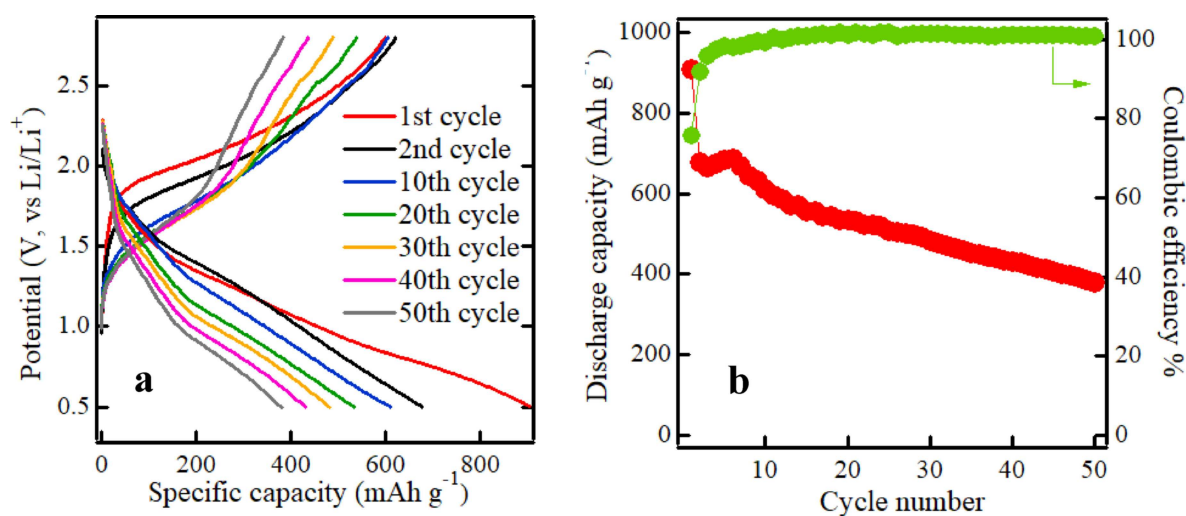 Potential (V, vs Li/Li⁺
2.5
2.0
1.5
1.0
0.5
0
200
400
600
800
Specific capacity (mAh g⁻¹)
1st cycle
2nd cycle
10th cycle
20th cycle
30th cycle
40th cycle
50th cycle
a
Discharge capacity (mAh g⁻¹)
1000
800
600
400
200
0
10
20
30
40
50
Cycle number
100
80
60
40
20
0
Coulombic efficiency %
b